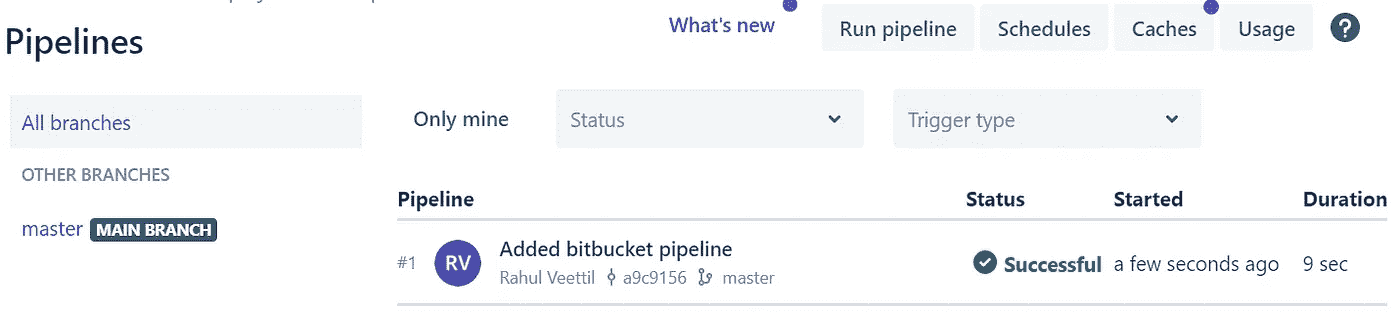 What's new
Run pipeline
Schedules
Caches
Usage
?
Pipelines
All branches
OTHER BRANCHES
master MAIN BRANCH
Only mine
Status
Trigger type
Pipeline Status Started Duration
#1 RV Added bitbucket pipeline Successful a few seconds ago 9 sec
Rahul Veettil a9c9156 master